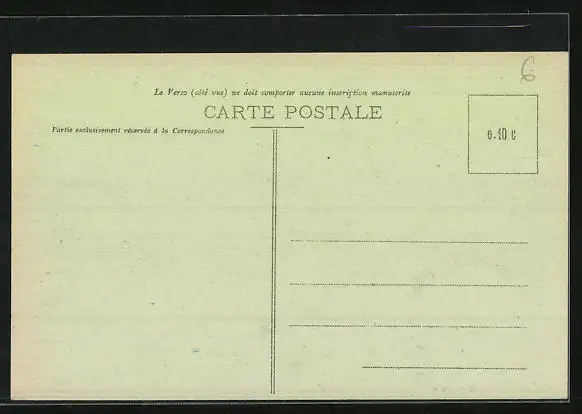 6
Le Verso (côté vue) ne doit comporter aucune inscription manuscrite
CARTE POSTALE
Partie exclusivement réservée à la Correspondance
0.10 c